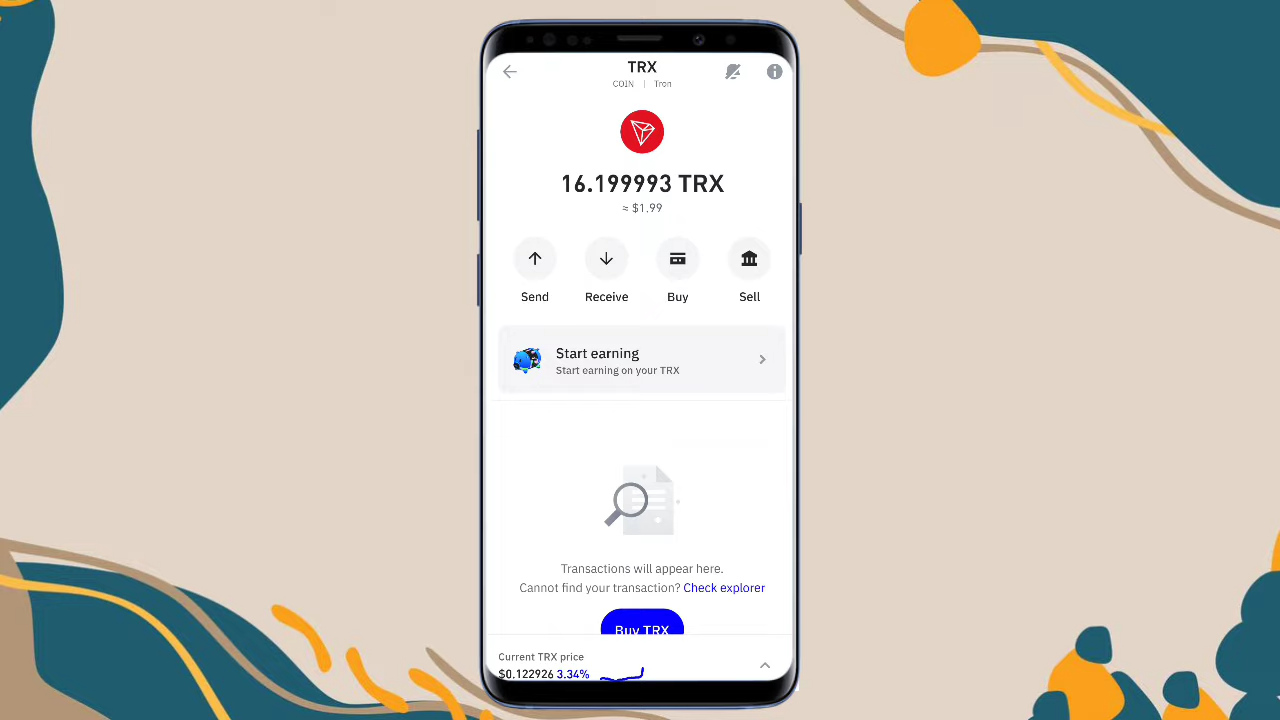 TRX
COIN | Tron
16.199993 TRX
≈ $1.99
Send Receive Buy Sell
Start earning
Start earning on your TRX
Transactions will appear here.
Cannot find your transaction? Check explorer
Buy TRX
Current TRX price
$0.122926 3.34%